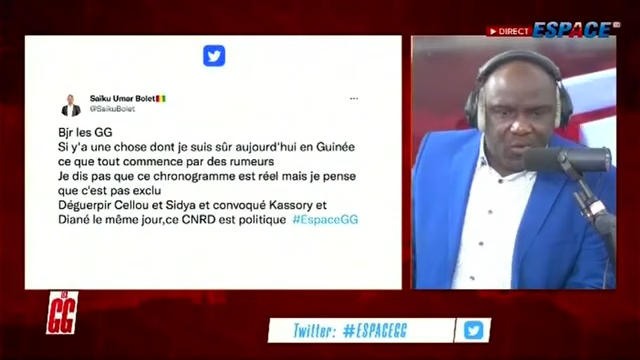 DIRECT ESPACE
Saïku Umar Bolet
@SaikuBolet
Bjr les GG
Si y'a une chose dont je suis sûr aujourd'hui en Guinée
ce que tout commence par des rumeurs
Je dis pas que ce chronogramme est réel mais je pense
que c'est pas exclu
Déguerpir Cellou et Sidya et convoqué Kassory et
Diané le même jour,ce CNRD est politique #EspaceGG
GG
Twitter: #ESPACEGG